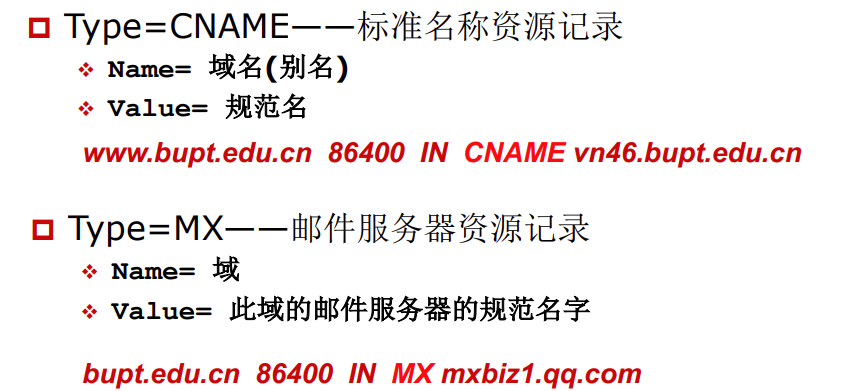 Type=CNAME——标准名称资源记录
Name= 域名(别名)
Value= 规范名
www.bupt.edu.cn 86400 IN CNAME vn46.bupt.edu.cn
Type=MX——邮件服务器资源记录
Name= 域
Value= 此域的邮件服务器的规范名字
bupt.edu.cn 86400 IN MX mxbiz1.qq.com